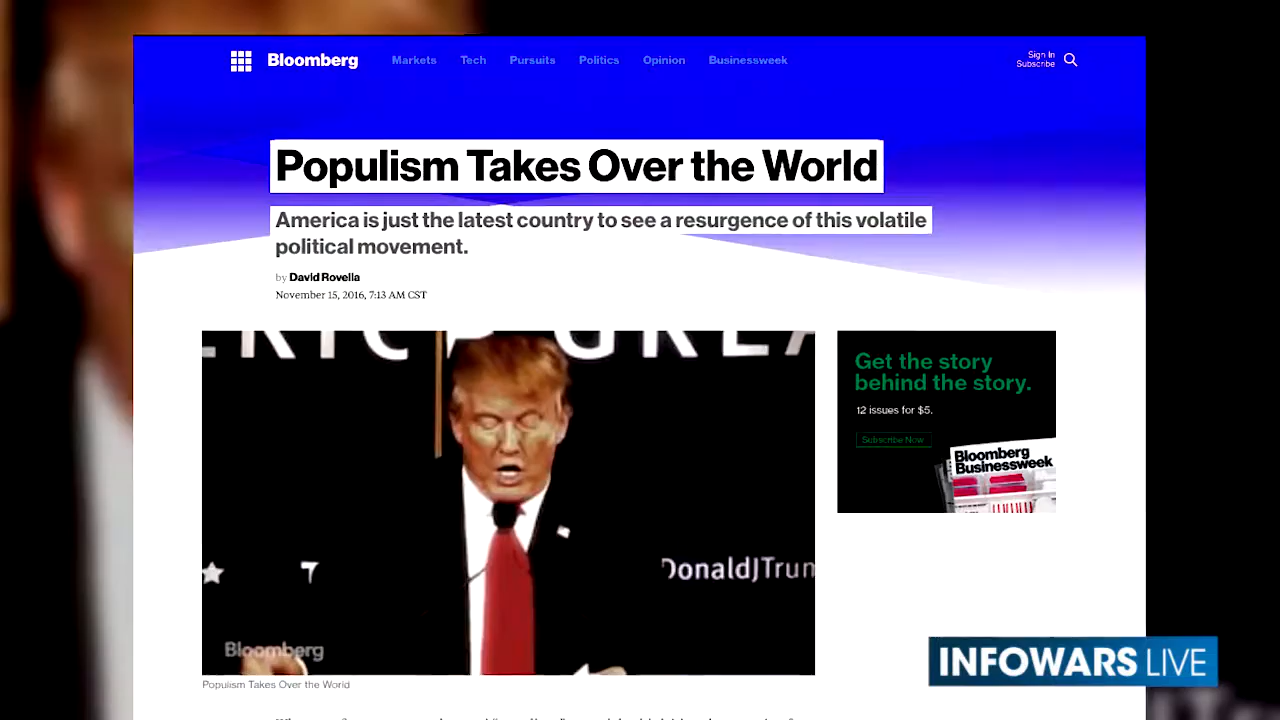 Bloomberg Markets Tech Pursuits Politics Opinion Businessweek
Sign In
Subscribe
Populism Takes Over the World
America is just the latest country to see a resurgence of this volatile
political movement.
by David Rovella
November 15, 2016, 7:13 AM CST
DonaldJTrum
Bloomberg
Get the story
behind the story.
12 issues for $5.
Subscribe Now
Bloomberg
Businessweek
Populism Takes Over the World
INFOWARS LIVE